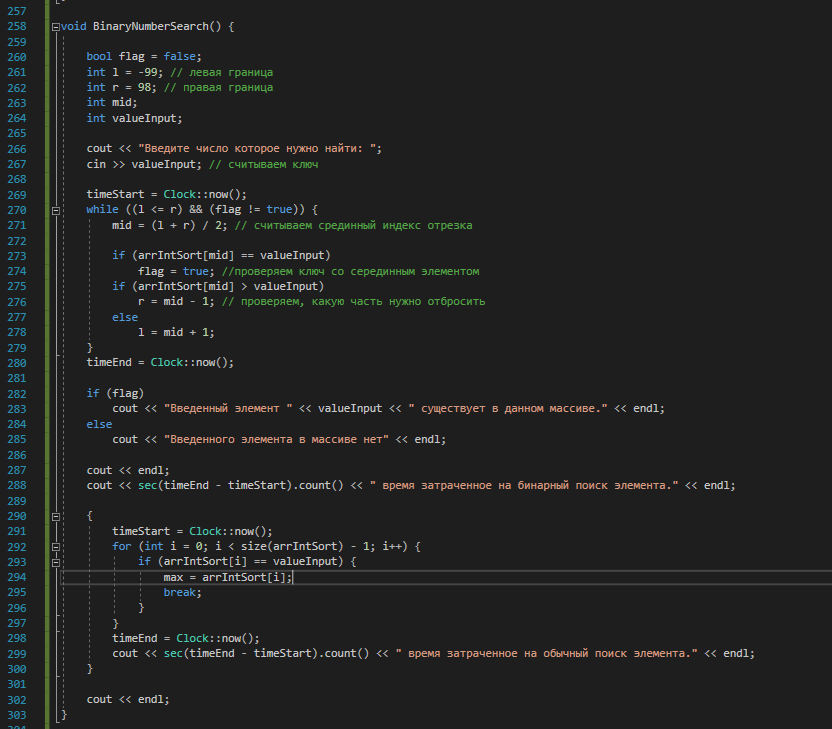 257
258 void BinaryNumberSearch() {
259
260 bool flag = false;
261 int l = -99; // левая граница
262 int r = 98; // правая граница
263 int mid;
264 int valueInput;
265
266 cout << "Введите число которое нужно найти: ";
267 cin >> valueInput; // считываем ключ
268
269 timeStart = Clock::now();
270 while ((l <= r) && (flag != true)) {
271 mid = (l + r) / 2; // считываем срединный индекс отрезка
272
273 if (arrIntSort[mid] == valueInput)
274 flag = true; //проверяем ключ со серединным элементом
275 if (arrIntSort[mid] > valueInput)
276 r = mid - 1; // проверяем, какую часть нужно отбросить
277 else
278 l = mid + 1;
279 }
280 timeEnd = Clock::now();
281
282 if (flag)
283 cout << "Введенный элемент " << valueInput << " существует в данном массиве." << endl;
284 else
285 cout << "Введенного элемента в массиве нет" << endl;
286
287 cout << endl;
288 cout << sec(timeEnd - timeStart).count() << " время затраченное на бинарный поиск элемента." << endl;
289
290 {
291 timeStart = Clock::now();
292 for (int i = 0; i < size(arrIntSort) - 1; i++) {
293 if (arrIntSort[i] == valueInput) {
294 max = arrIntSort[i];
295 break;
296 }
297 }
298 timeEnd = Clock::now();
299 cout << sec(timeEnd - timeStart).count() << " время затраченное на обычный поиск элемента." << endl;
300 }
301
302 cout << endl;
303 }